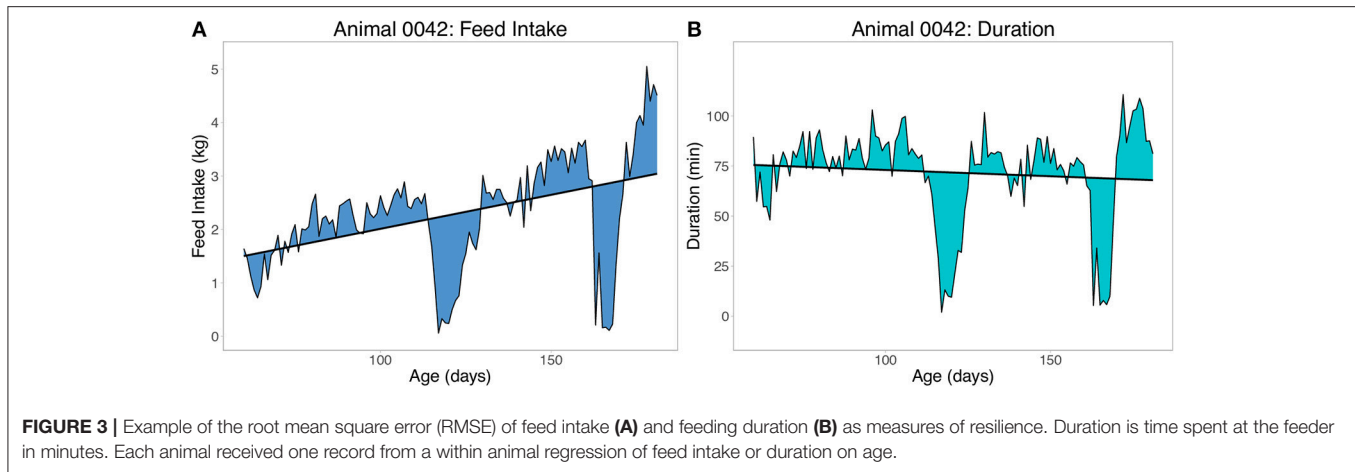 A Animal 0042: Feed Intake
Feed Intake (kg)
5
4
3
2
1
0
100 150
Age (days)
B Animal 0042: Duration
Duration (min)
100
75
50
25
0
100 150
Age (days)
FIGURE 3 | Example of the root mean square error (RMSE) of feed intake (A) and feeding duration (B) as measures of resilience. Duration is time spent at the feeder
in minutes. Each animal received one record from a within animal regression of feed intake or duration on age.